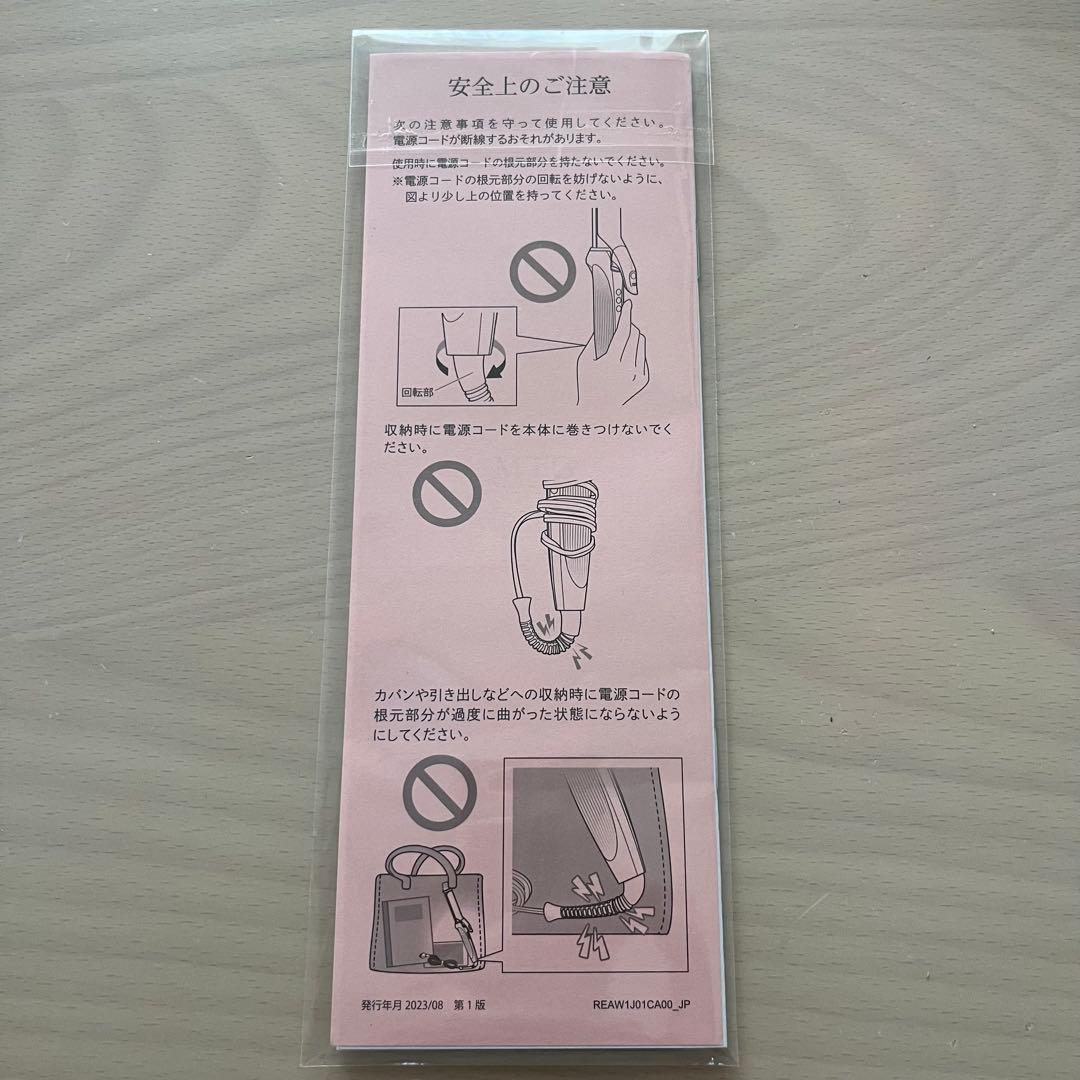 安全上のご注意
次の注意事項を守って使用してください。
電源コードが断線するおそれがあります。
使用時に電源コードの根元部分を持たないでください。
※電源コードの根元部分の回転を妨げないように、
図より少し上の位置を持ってください。
回転部
収納時に電源コードを本体に巻きつけないでく
ださい。
カバンや引き出しなどへの収納時に電源コードの
根元部分が過度に曲がった状態にならないよう
にしてください。
発行年月 2023/08 第1版
REAW1J01CA00_JP